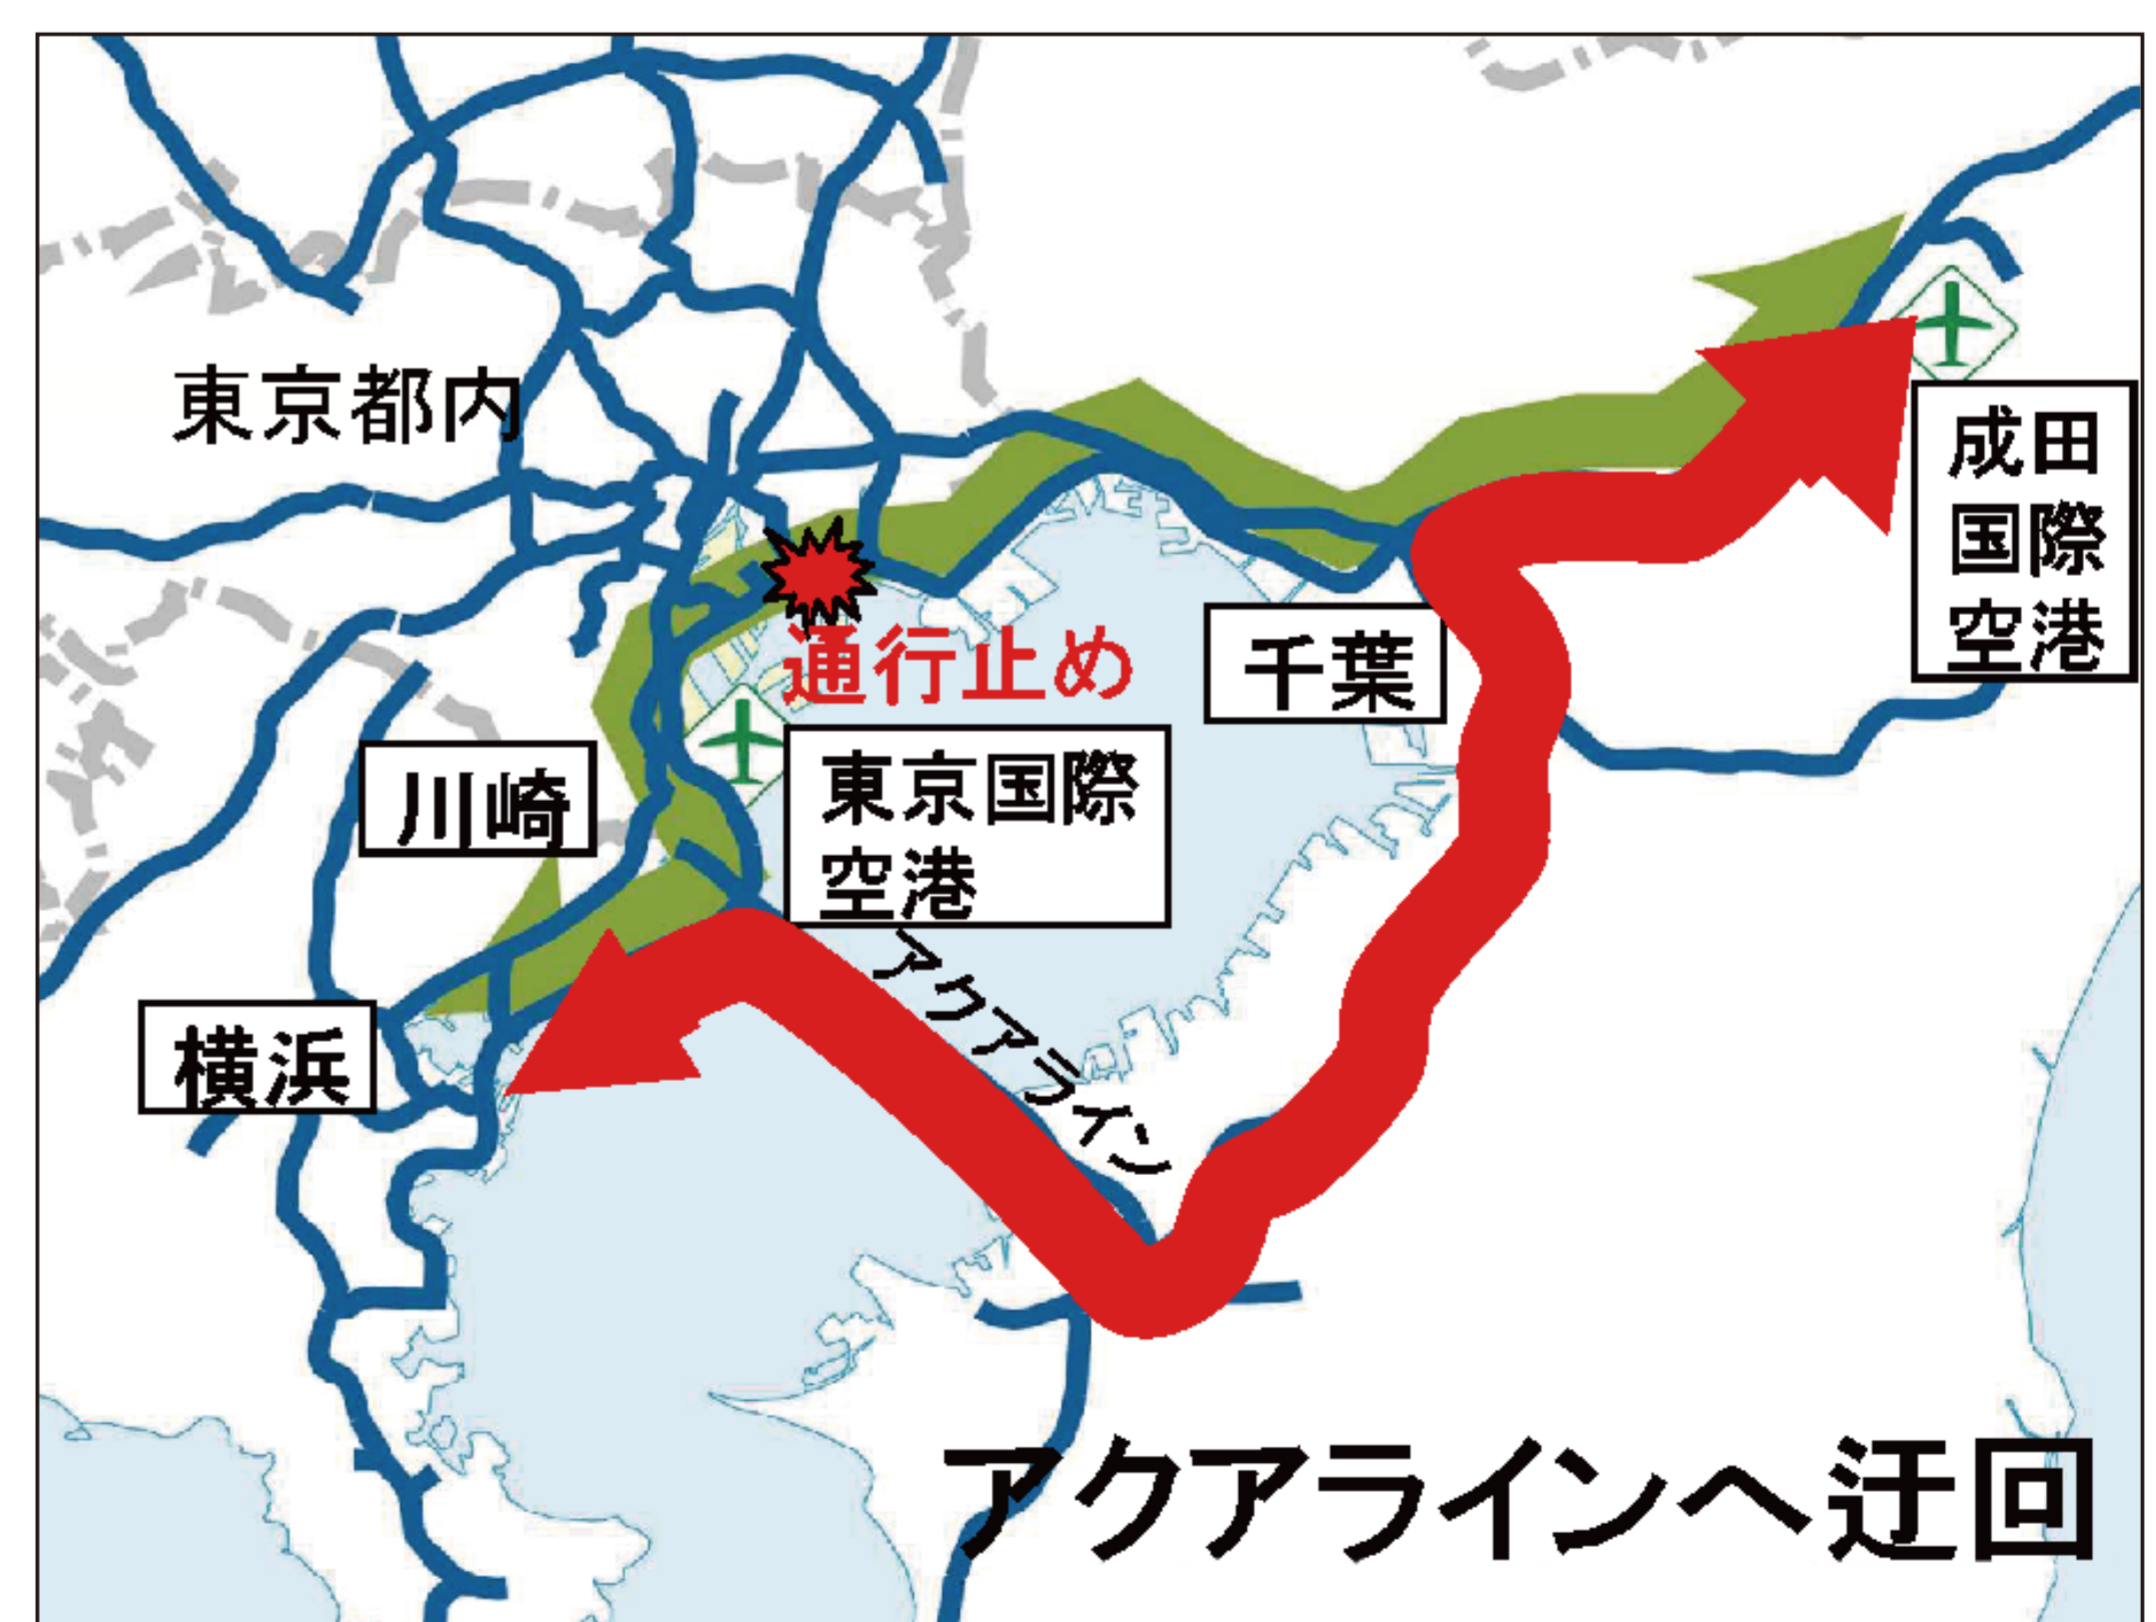 東京都内
成田
国際
空港
通行止め
千葉
東京国際
空港
川崎
アクアライン
横浜
アクアラインへ迂回